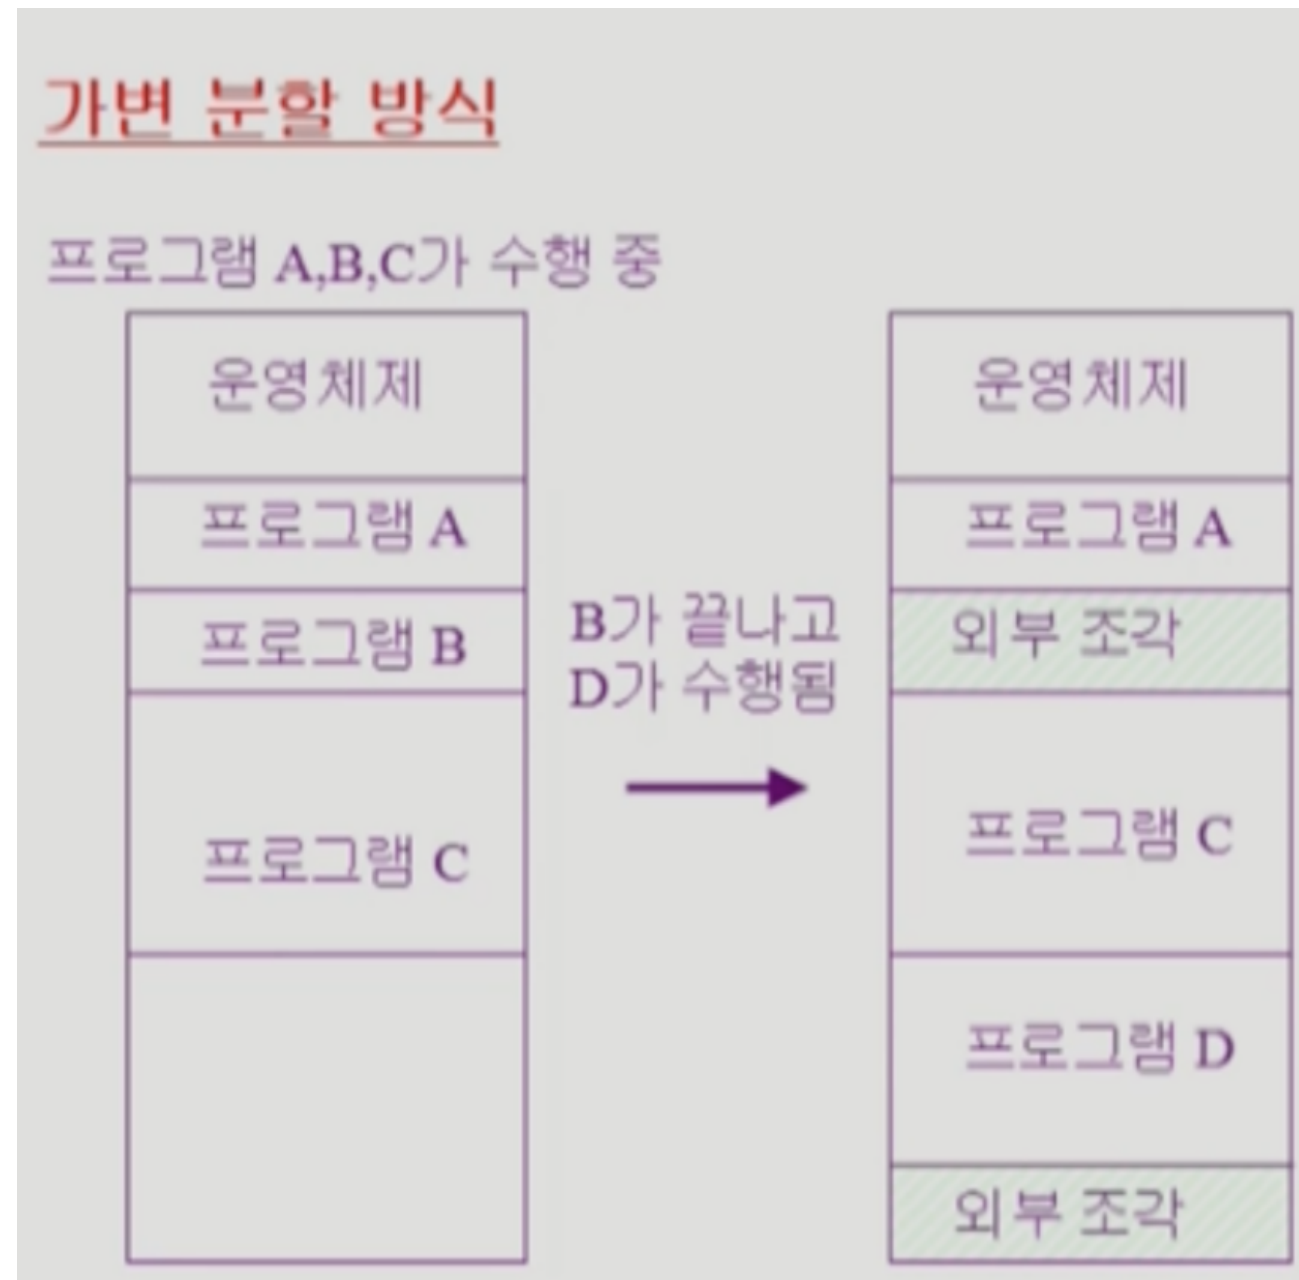 가변 분할 방식
프로그램 A,B,C가 수행 중
운영체제
프로그램 A
프로그램 B
프로그램 C
B가 끝나고
D가 수행됨
운영체제
프로그램 A
외부 조각
프로그램 C
프로그램 D
외부 조각